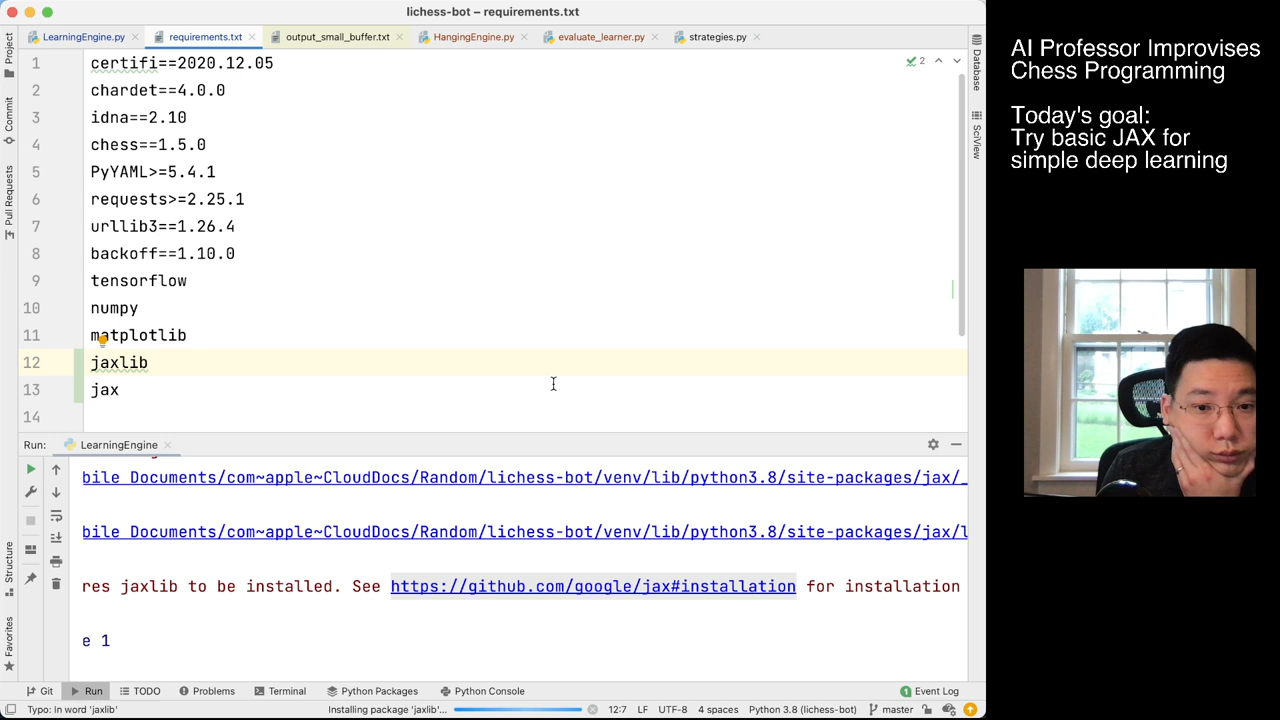 lichess-bot – requirements.txt
LearningEngine.py
requirements.txt
output_small_buffer.txt
HangingEngine.py
evaluate_learner.py
strategies.py
Project
Commit
Pull Requests
Structure
Favorites
Database
SciView
1 certifi==2020.12.05
2 chardet==4.0.0
3 idna==2.10
4 chess==1.5.0
5 PyYAML>=5.4.1
6 requests>=2.25.1
7 urllib3==1.26.4
8 backoff==1.10.0
9 tensorflow
10 numpy
11 matplotlib
12 jaxlib
13 jax
14
2
Run: LearningEngine
bile Documents/com~apple~CloudDocs/Random/lichess-bot/venv/lib/python3.8/site-packages/jax/_
bile Documents/com~apple~CloudDocs/Random/lichess-bot/venv/lib/python3.8/site-packages/jax/l
res jaxlib to be installed. See https://github.com/google/jax#installation for installation
e 1
Git Run TODO Problems Terminal Python Packages Python Console 1 Event Log
Typo: In word 'jaxlib' Installing package 'jaxlib'... 12:7 LF UTF-8 4 spaces Python 3.8 (lichess-bot) master
AI Professor Improvises
Chess Programming
Today's goal:
Try basic JAX for
simple deep learning